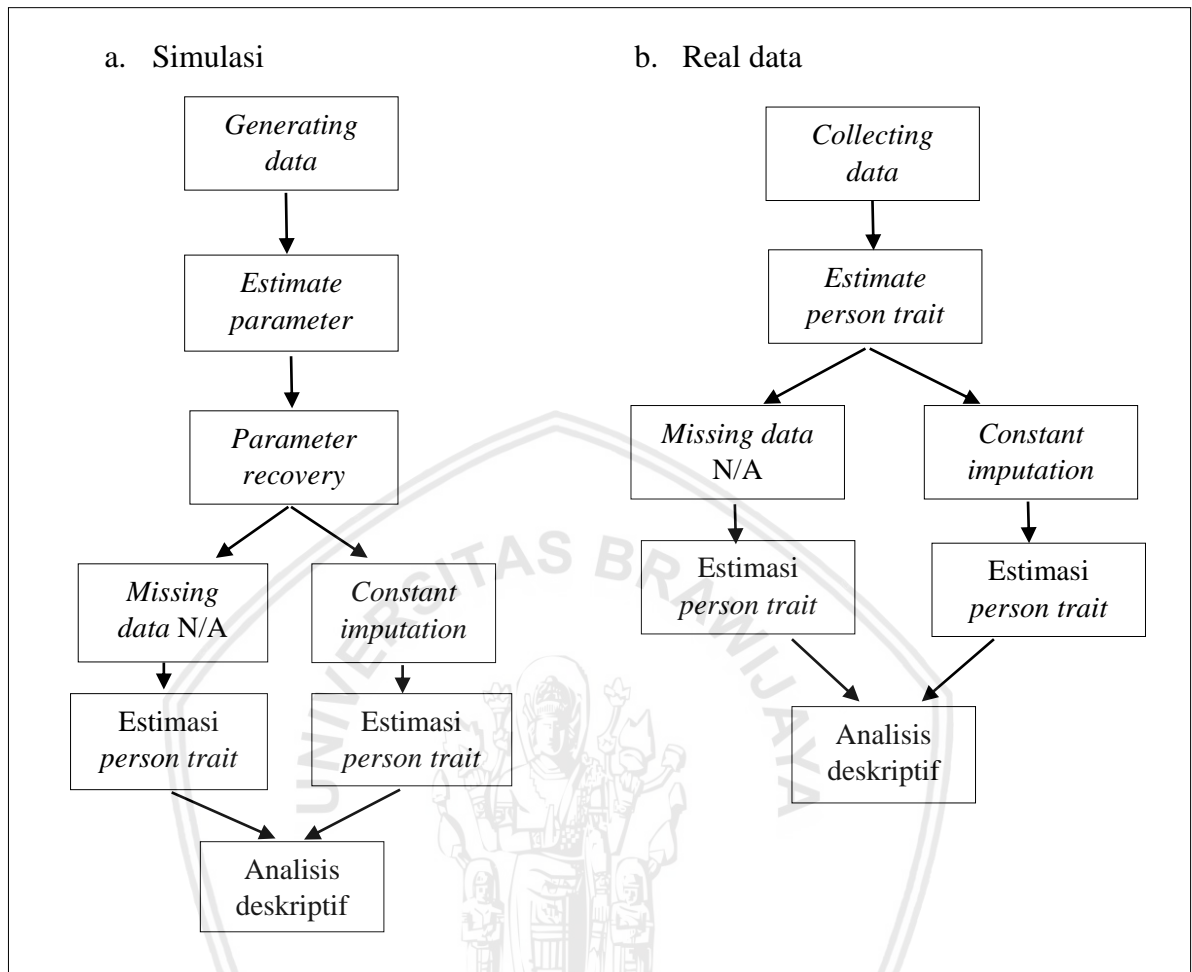 a. Simulasi
Generating
data
Estimate
parameter
Parameter
recovery
Missing
data N/A
Constant
imputation
Estimasi
person trait
Estimasi
person trait
Analisis
deskriptif
b. Real data
Collecting
data
Estimate
person trait
Missing data
N/A
Constant
imputation
Estimasi
person trait
Estimasi
person trait
Analisis
deskriptif
UNIVERSITAS BRAWIJAYA